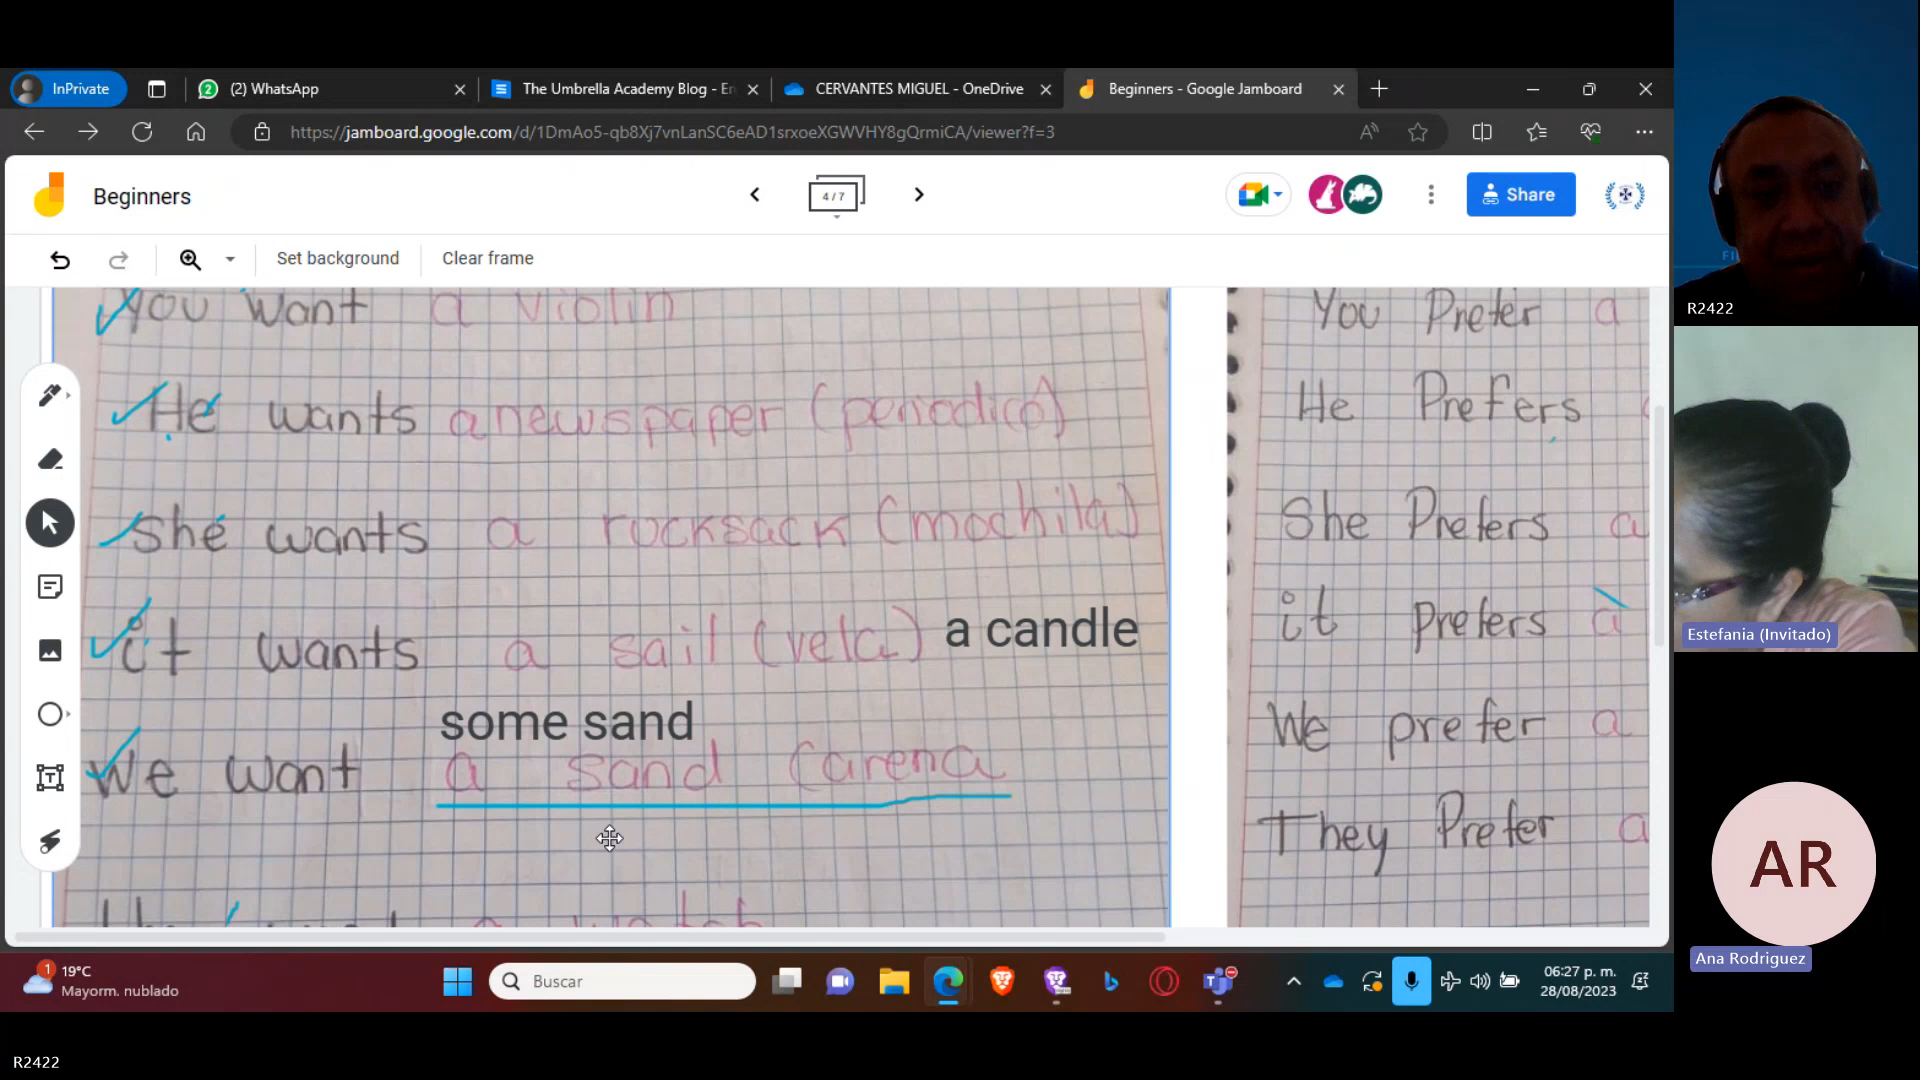 InPrivate
(2) WhatsApp
The Umbrella Academy Blog - En
CERVANTES MIGUEL - OneDrive
Beginners - Google Jamboard
https://jamboard.google.com/d/1DmAo5-qb8Xj7vnLanSC6eAD1srxoeXGWVHY8gQrmiCA/viewer?f=3
Beginners
4 / 7
Share
Set background
Clear frame
You want a violin
He wants a newspaper (periodico)
She wants a rucksack (mochila)
it wants a sail (vela) a candle
some sand
We want a sand (arena
a watch
You Prefer a
He Prefers
She Prefers a
it prefers a
We prefer a
They Prefer a
R2422
Estefania (Invitado)
AR
Ana Rodriguez
1
19°C
Mayorm. nublado
Buscar
06:27 p. m.
28/08/2023
R2422